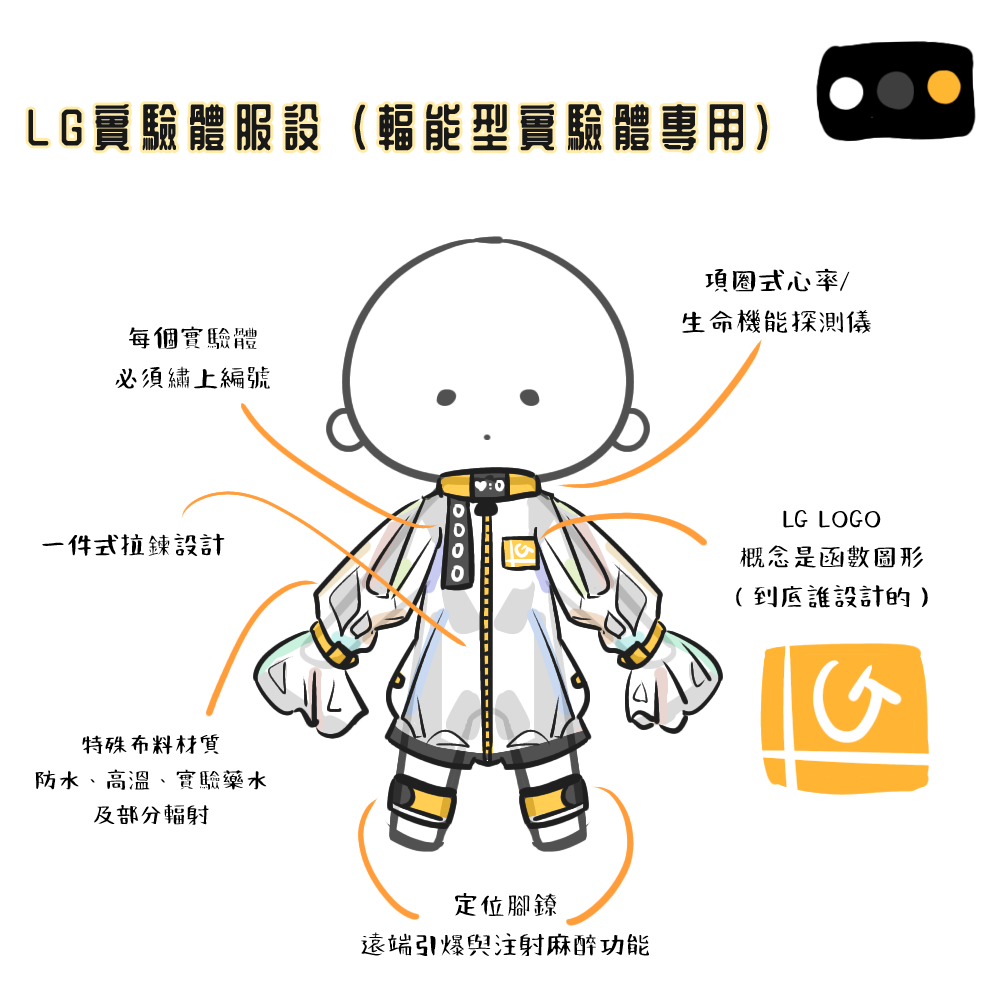 LG實驗體服設（輻能型實驗體專用）
項圈式心率/
生命機能探測儀
每個實驗體
必須繡上編號
♥:0
0000
LG
LG LOGO
概念是函數圖形
（到底誰設計的）
一件式拉鍊設計
LG
特殊布料材質
防水、高溫、實驗藥水
及部分輻射
定位腳鐐
遠端引爆與注射麻醉功能